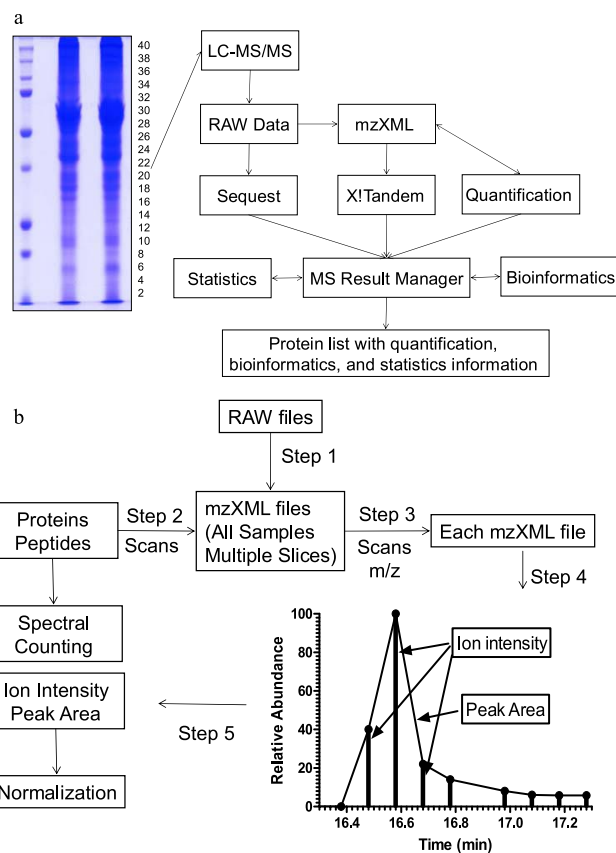 a
40
38
36
34
32
30
28
26
24
22
20
18
16
14
12
10
8
6
4
2
LC-MS/MS
RAW Data
mzXML
Sequest
X!Tandem
Quantification
Statistics
MS Result Manager
Bioinformatics
Protein list with quantification,
bioinformatics, and statistics information
b
RAW files
Step 1
Proteins
Peptides
Step 2
Scans
mzXML files
(All Samples
Multiple Slices)
Step 3
Scans
m/z
Each mzXML file
Step 4
Spectral
Counting
Ion Intensity
Peak Area
Step 5
Normalization
Relative Abundance
100
80
60
40
20
0
Ion intensity
Peak Area
16.4
16.6
16.8
17.0
17.2
Time (min)